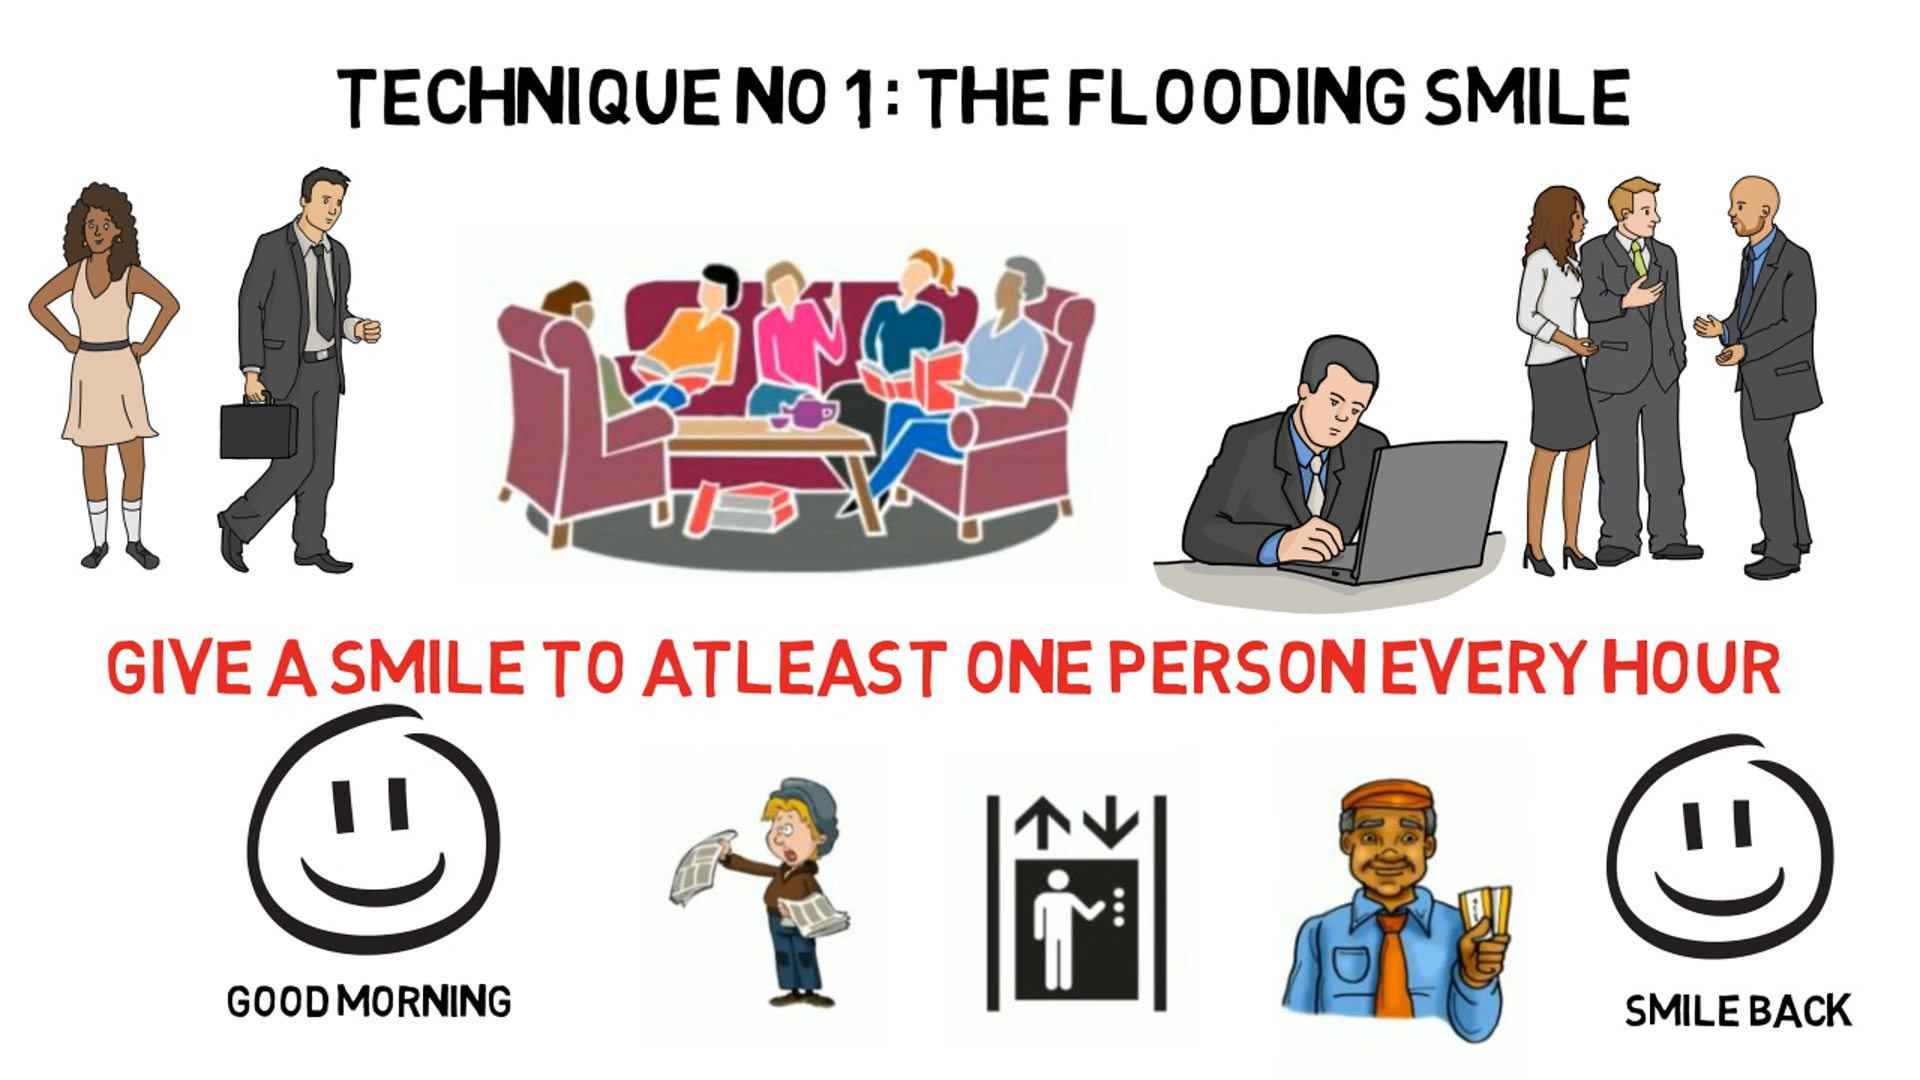 TECHNIQUE NO 1: THE FLOODING SMILE
GIVE A SMILE TO ATLEAST ONE PERSON EVERY HOUR
GOOD MORNING
SMILE BACK